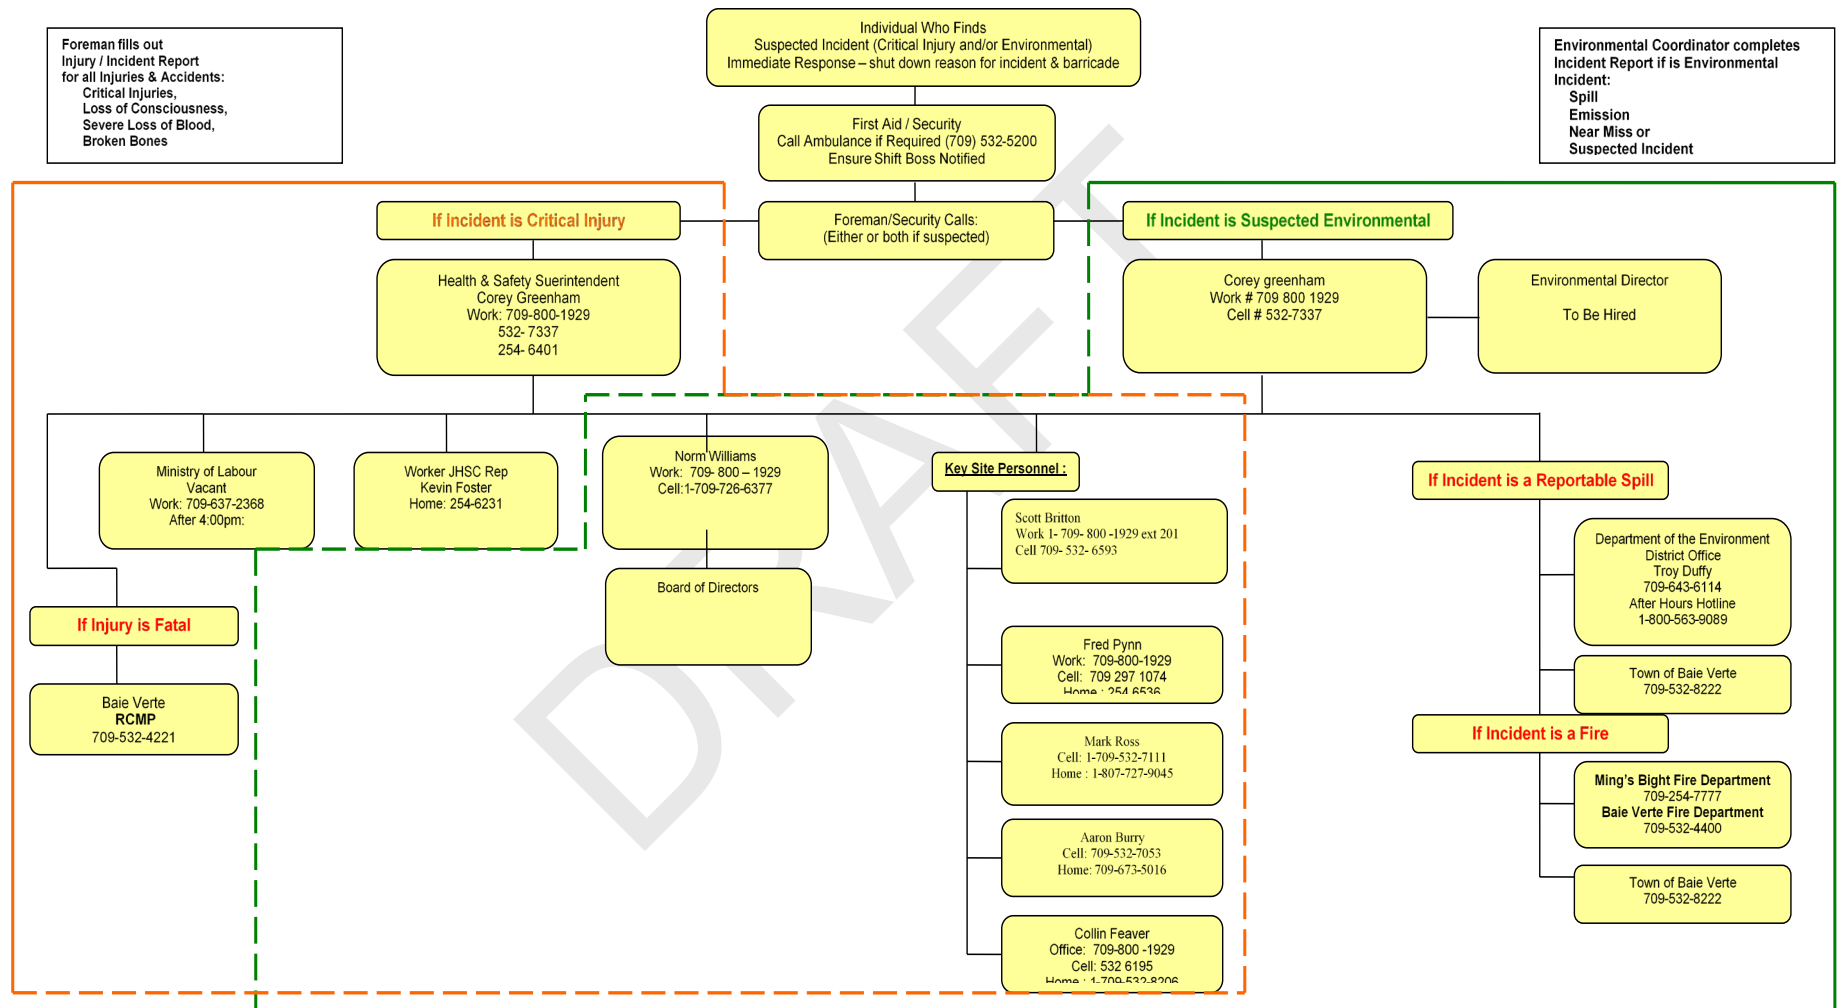 Foreman fills out
Injury / Incident Report
for all Injuries & Accidents:
Critical Injuries,
Loss of Consciousness,
Severe Loss of Blood,
Broken Bones
Individual Who Finds
Suspected Incident (Critical Injury and/or Environmental)
Immediate Response – shut down reason for incident & barricade
Environmental Coordinator completes
Incident Report if is Environmental
Incident:
Spill
Emission
Near Miss or
Suspected Incident
First Aid / Security
Call Ambulance if Required (709) 532-5200
Ensure Shift Boss Notified
If Incident is Critical Injury
Foreman/Security Calls:
(Either or both if suspected)
If Incident is Suspected Environmental
Health & Safety Suerintendent
Corey Greenham
Work: 709-800-1929
532- 7337
254- 6401
Corey greenham
Work # 709 800 1929
Cell # 532-7337
Environmental Director
To Be Hired
DRAFT
Ministry of Labour
Vacant
Work: 709-637-2368
After 4:00pm:
Worker JHSC Rep
Kevin Foster
Home: 254-6231
Norm Williams
Work:  709- 800 – 1929
Cell:1-709-726-6377
Board of Directors
Key Site Personnel :
Scott Britton
Work 1- 709- 800 -1929 ext 201
Cell 709- 532- 6593
Fred Pynn
Work:  709-800-1929
Cell:  709 297 1074
Home : 254 6536
Mark Ross
Cell: 1-709-532-7111
Home : 1-807-727-9045
Aaron Burry
Cell: 709-532-7053
Home: 709-673-5016
Collin Feaver
Office:  709-800 -1929
Cell: 532 6195
Home : 1-709-532-8206
If Injury is Fatal
Baie Verte
RCMP
709-532-4221
If Incident is a Reportable Spill
Department of the Environment
District Office
Troy Duffy
709-643-6114
After Hours Hotline
1-800-563-9089
Town of Baie Verte
709-532-8222
If Incident is a Fire
Ming's Bight Fire Department
709-254-7777
Baie Verte Fire Department
709-532-4400
Town of Baie Verte
709-532-8222